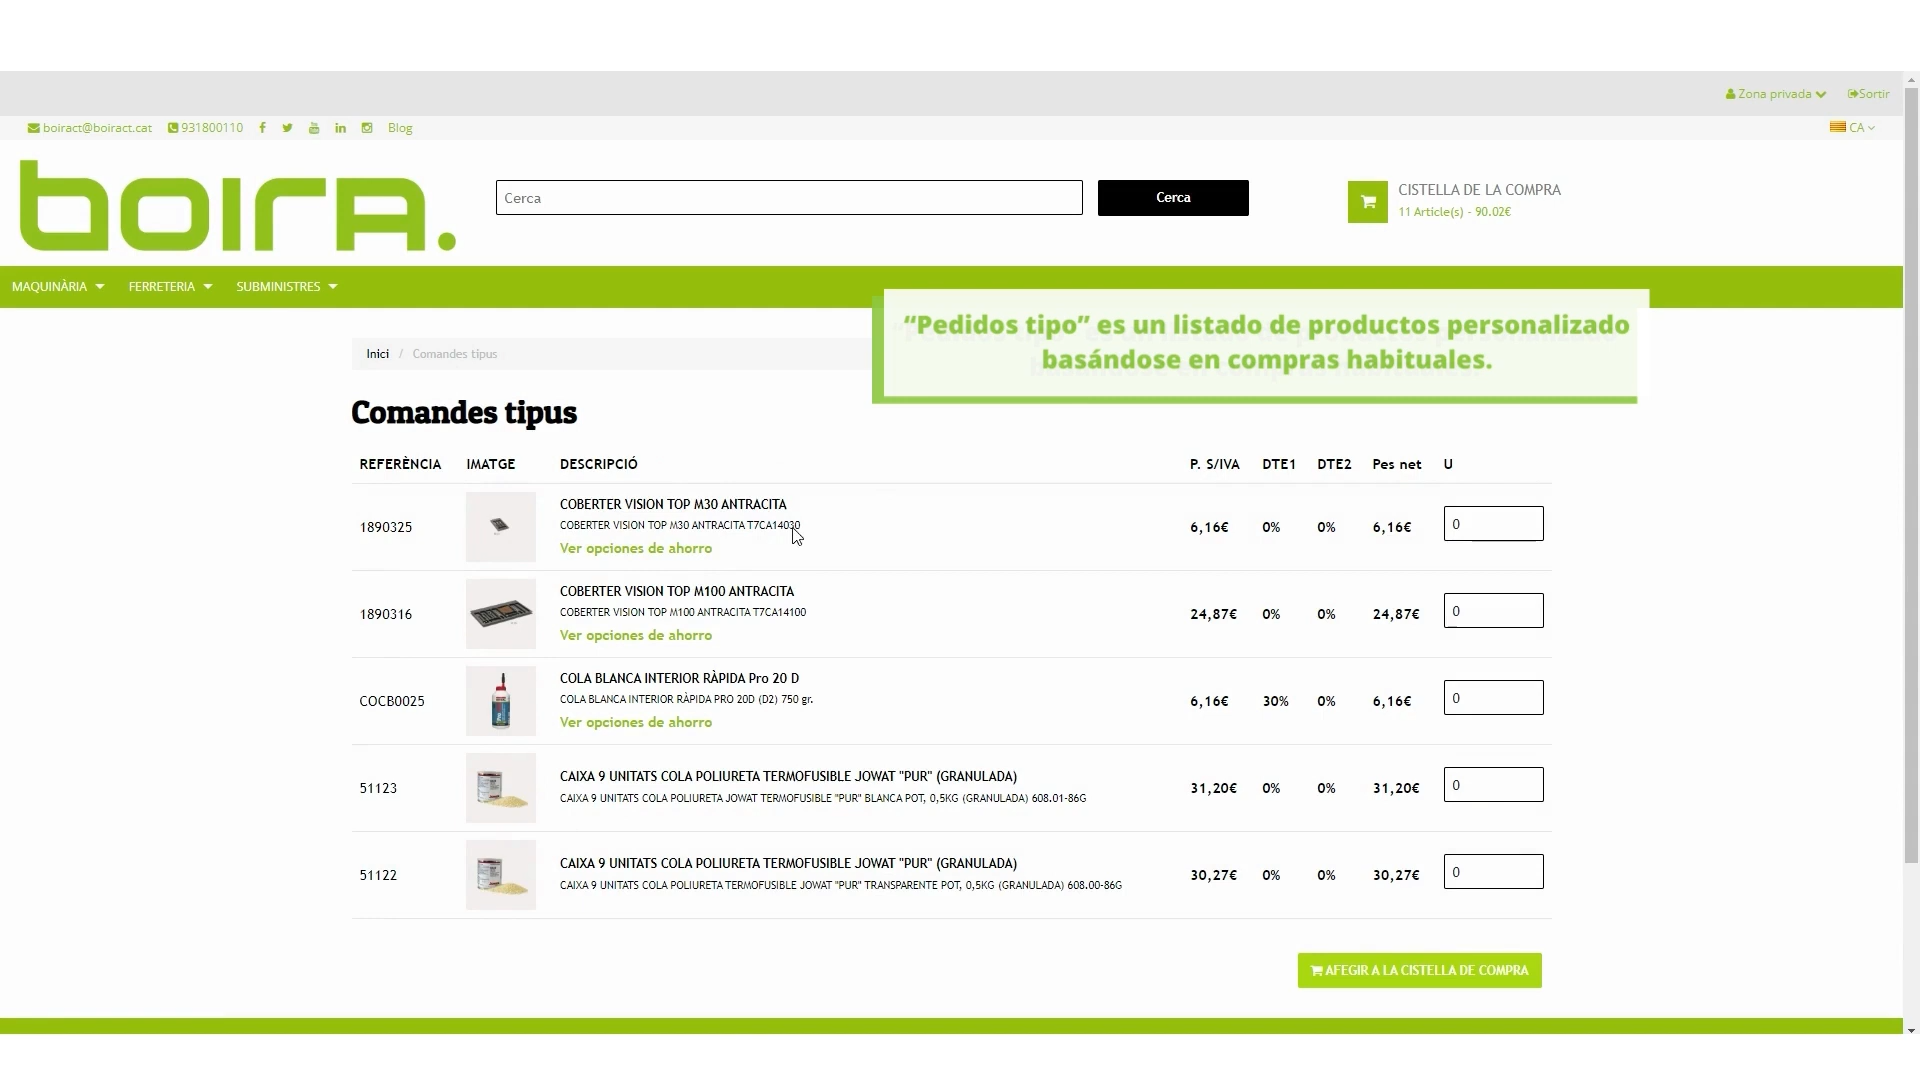 Zona privada Sortir
boiract@boiract.cat 931800110 Blog CA
boira.
Cerca Cerca
CISTELLA DE LA COMPRA
11 Article(s) - 90.02€
MAQUINÀRIA FERRETERIA SUBMINISTRES
“Pedidos tipo” es un listado de productos personalizado
basándose en compras habituales.
Inici / Comandes tipus
Comandes tipus
REFERÈNCIA IMATGE DESCRIPCIÓ P. S/IVA DTE1 DTE2 Pes net U
COBERTER VISION TOP M30 ANTRACITA
1890325 COBERTER VISION TOP M30 ANTRACITA T7CA14030 6,16€ 0% 0% 6,16€ 0
Ver opciones de ahorro
COBERTER VISION TOP M100 ANTRACITA
1890316 COBERTER VISION TOP M100 ANTRACITA T7CA14100 24,87€ 0% 0% 24,87€ 0
Ver opciones de ahorro
COLA BLANCA INTERIOR RÀPIDA Pro 20 D
COCB0025 COLA BLANCA INTERIOR RÀPIDA PRO 20D (D2) 750 gr. 6,16€ 30% 0% 6,16€ 0
Ver opciones de ahorro
CAIXA 9 UNITATS COLA POLIURETA TERMOFUSIBLE JOWAT "PUR" (GRANULADA)
51123 CAIXA 9 UNITATS COLA POLIURETA JOWAT TERMOFUSIBLE "PUR" BLANCA POT, 0,5KG (GRANULADA) 608.01-86G 31,20€ 0% 0% 31,20€ 0
CAIXA 9 UNITATS COLA POLIURETA TERMOFUSIBLE JOWAT "PUR" (GRANULADA)
51122 CAIXA 9 UNITATS COLA POLIURETA TERMOFUSIBLE JOWAT "PUR" TRANSPARENTE POT, 0,5KG (GRANULADA) 608.00-86G 30,27€ 0% 0% 30,27€ 0
AFEGIR A LA CISTELLA DE COMPRA